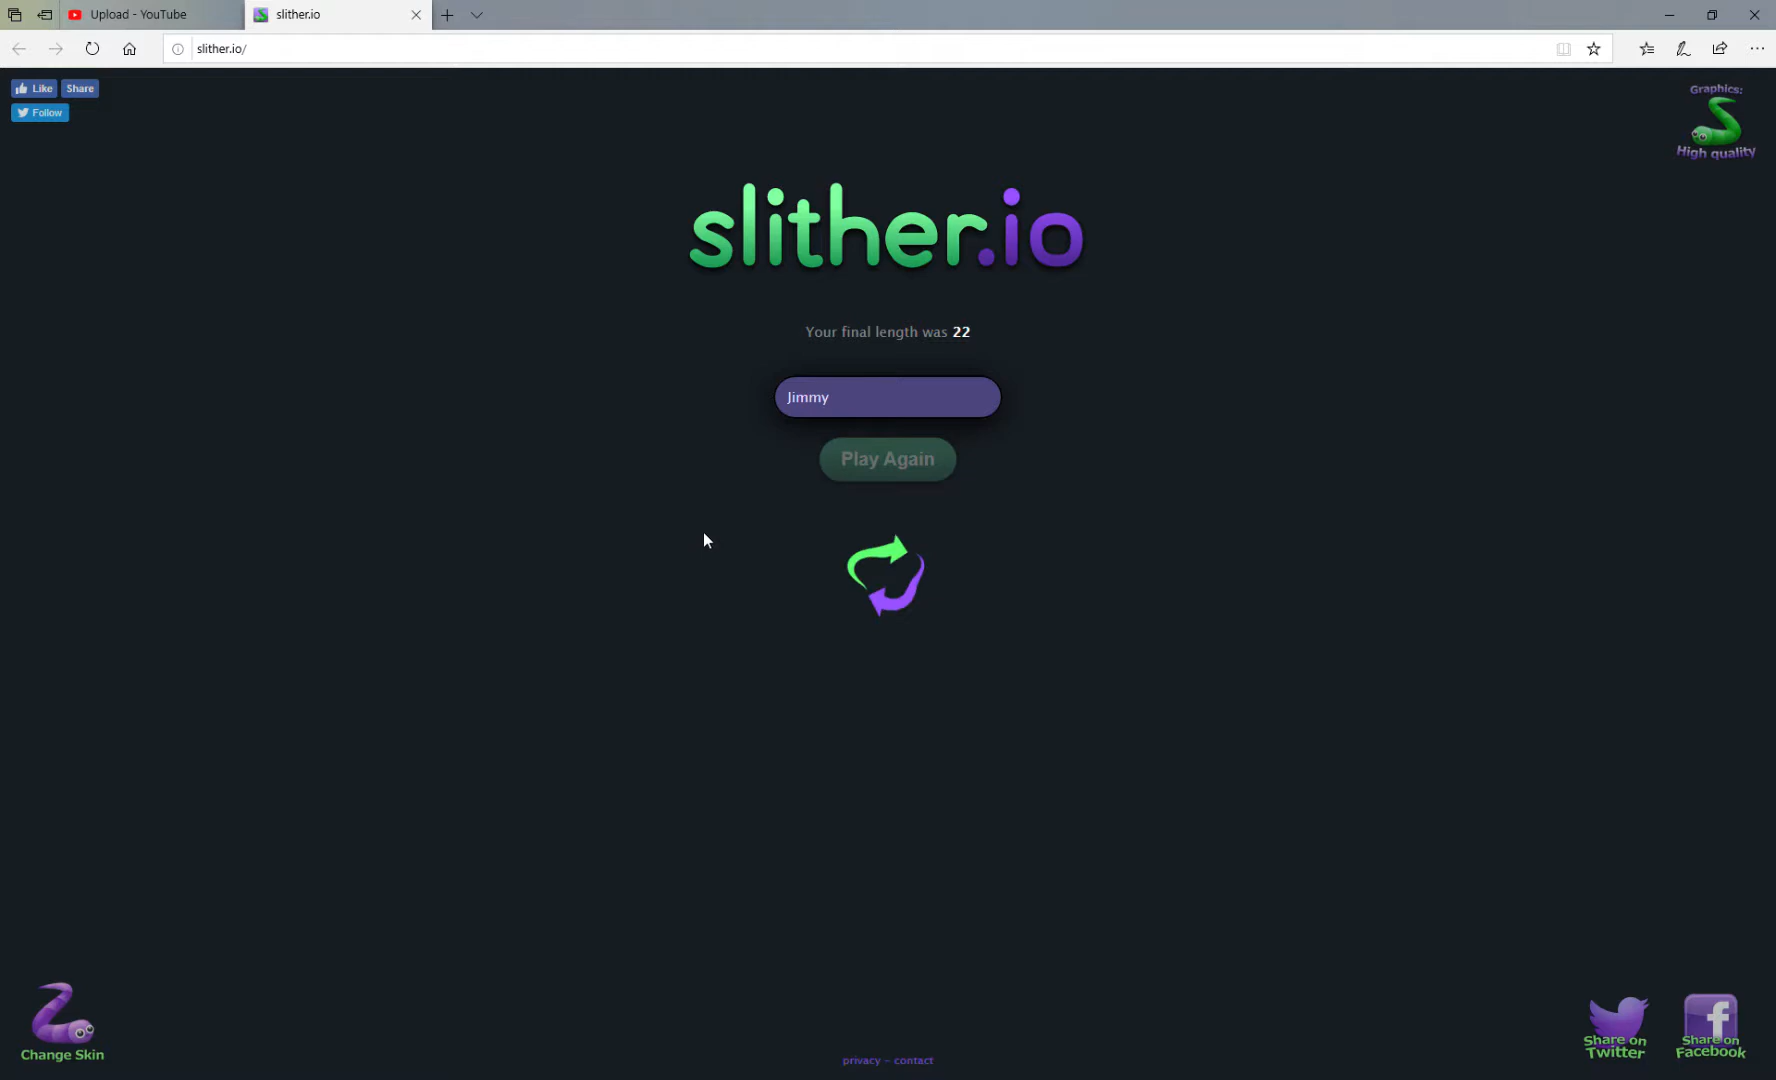 Upload - YouTube
slither.io
slither.io/
Like Share
Follow
Graphics:
High quality
slither.io
Your final length was 22
Jimmy
Play Again
Change Skin
privacy – contact
Share on
Twitter
Share on
Facebook